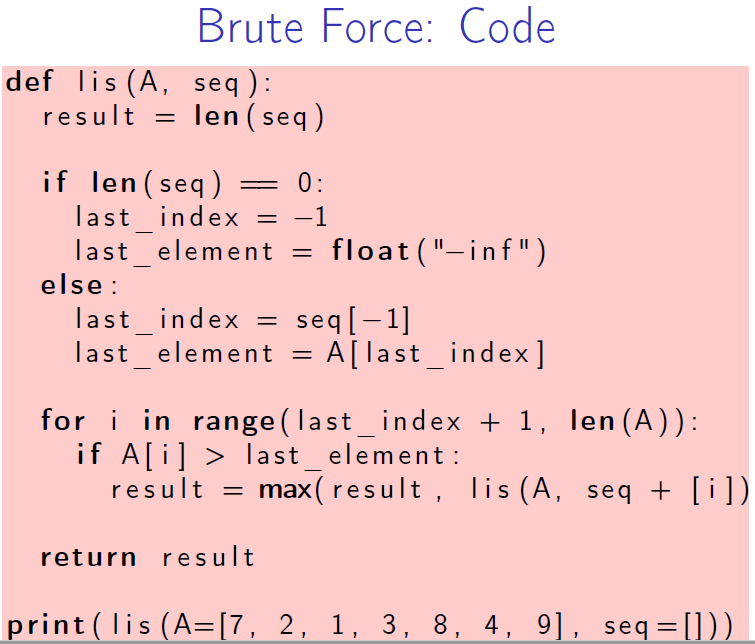 Brute Force: Code
def lis(A, seq):
  result = len(seq)

  if len(seq) == 0:
    last_index = -1
    last_element = float("-inf")
  else:
    last_index = seq[-1]
    last_element = A[last_index]

  for i in range(last_index + 1, len(A)):
    if A[i] > last_element:
      result = max(result, lis(A, seq + [i])

  return result

print(lis(A=[7, 2, 1, 3, 8, 4, 9], seq=[]))